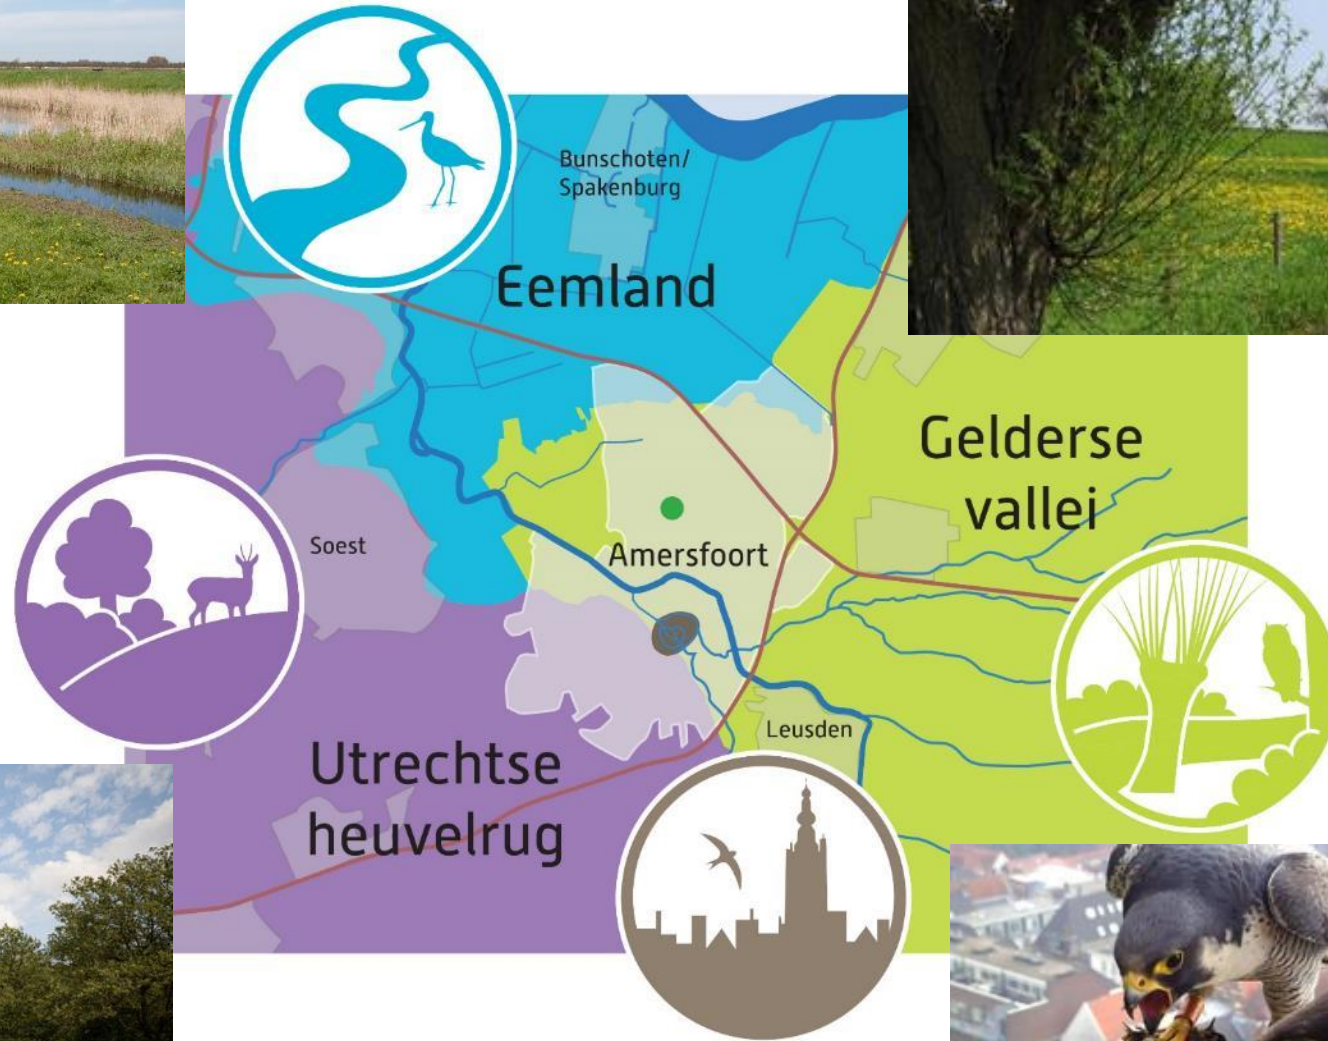 Bunschoten/
Spakenburg
Eemland
Gelderse
vallei
Soest
Amersfoort
Leusden
Utrechtse
heuvelrug